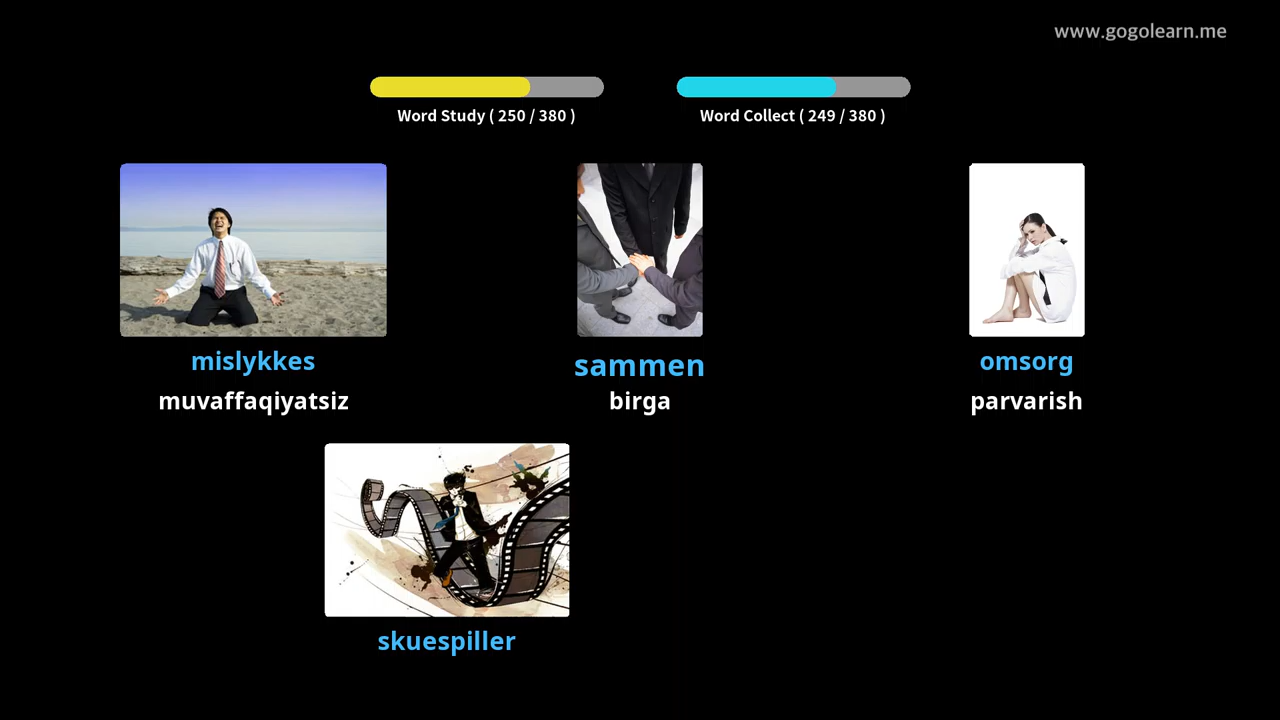 www.gogolearn.me
Word Study ( 250 / 380 )
Word Collect ( 249 / 380 )
mislykkes
sammen
omsorg
muvaffaqiyatsiz
birga
parvarish
skuespiller